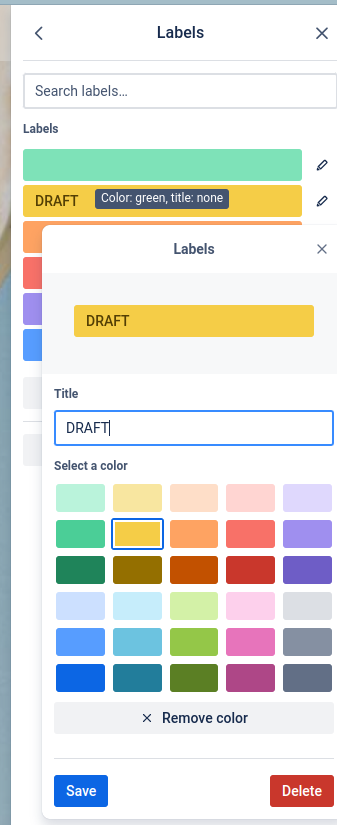 Labels
Search labels…
Labels
DRAFT
Color: green, title: none
Labels
DRAFT
Title
DRAFT
Select a color
Remove color
Save
Delete